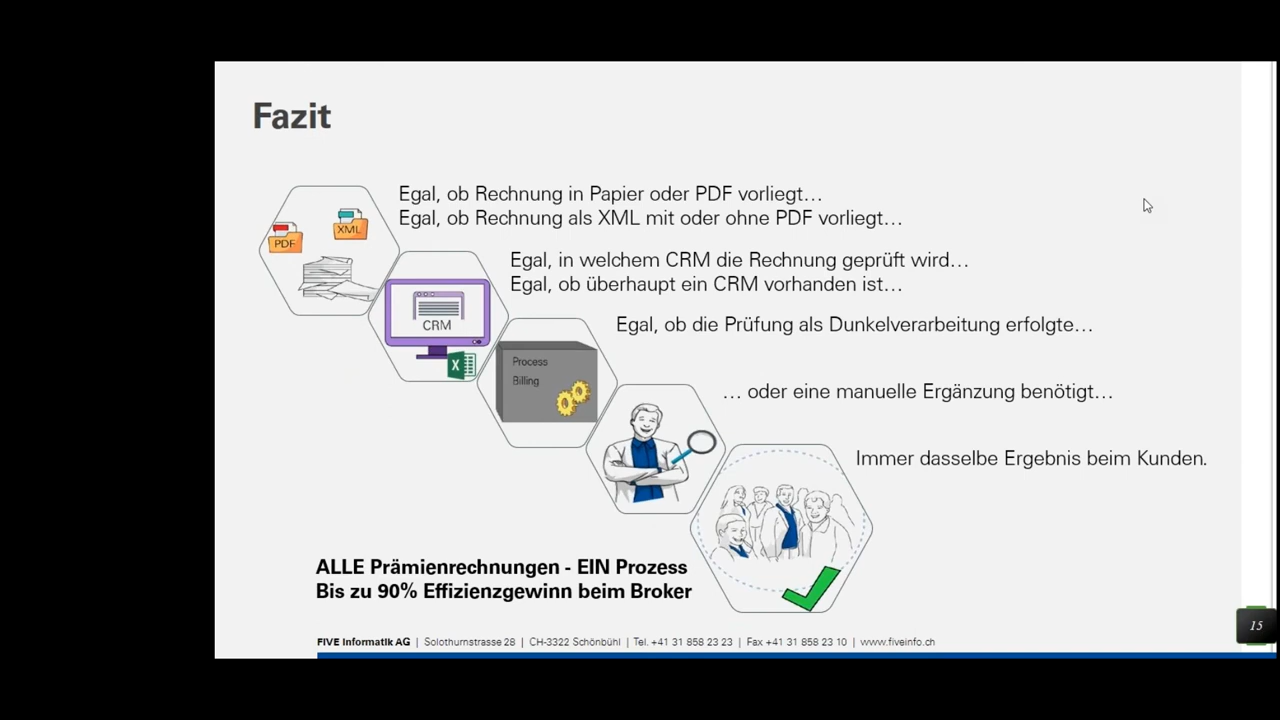 Fazit
Egal, ob Rechnung in Papier oder PDF vorliegt…
Egal, ob Rechnung als XML mit oder ohne PDF vorliegt…
PDF
XML
Egal, in welchem CRM die Rechnung geprüft wird…
Egal, ob überhaupt ein CRM vorhanden ist…
CRM
X
Egal, ob die Prüfung als Dunkelverarbeitung erfolgte…
Process
Billing
… oder eine manuelle Ergänzung benötigt…
Immer dasselbe Ergebnis beim Kunden.
ALLE Prämienrechnungen - EIN Prozess
Bis zu 90% Effizienzgewinn beim Broker
FIVE Informatik AG | Solothurnstrasse 28 | CH-3322 Schönbühl | Tel. +41 31 858 23 23 | Fax +41 31 858 23 10 | www.fiveinfo.ch
15